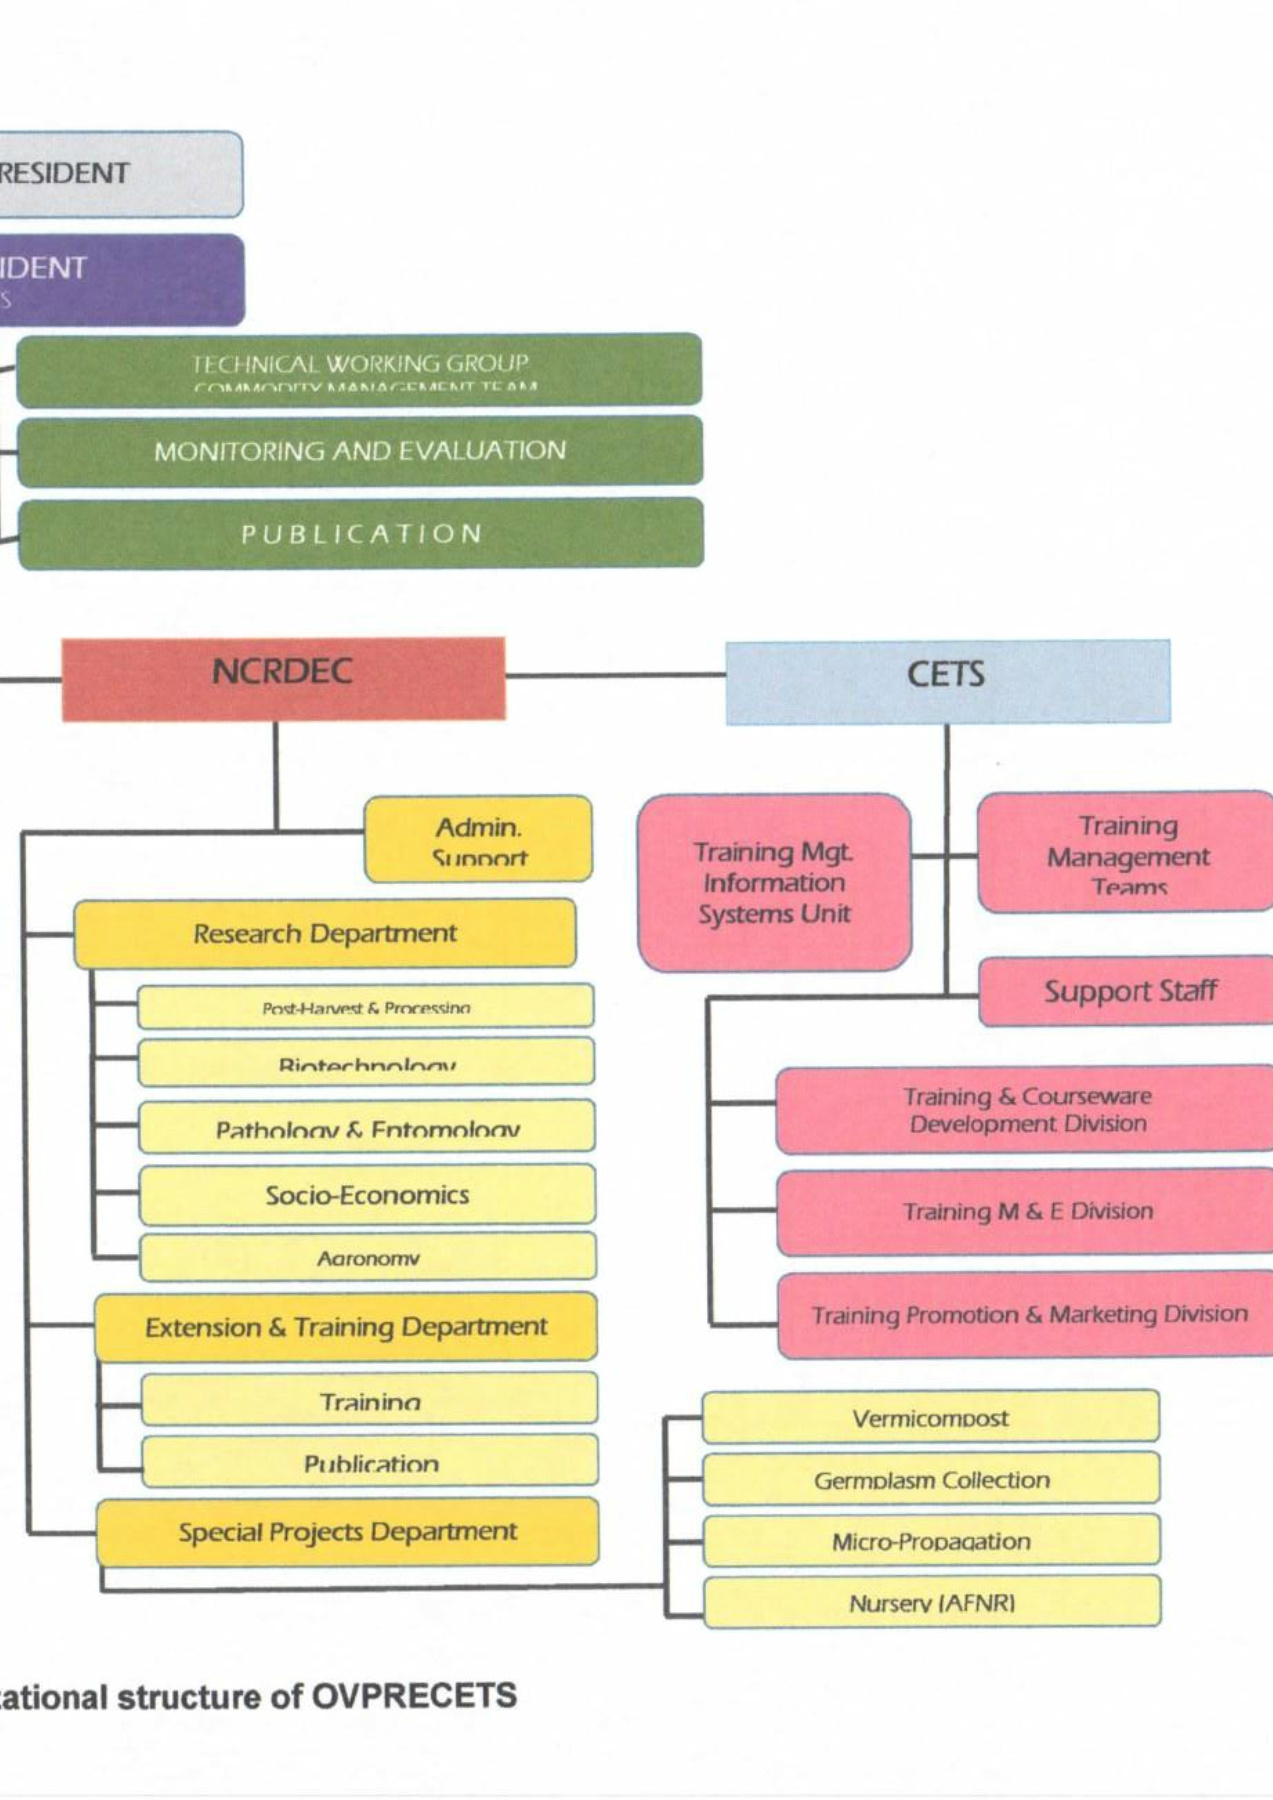 RESIDENT
IDENT
S
TECHNICAL WORKING GROUP
COMMODITY MANAGEMENT TEAM
MONITORING AND EVALUATION
PUBLICATION
NCRDEC
CETS
Admin.
Support
Training Mgt.
Information
Systems Unit
Training
Management
Teams
Research Department
Support Staff
Post-Harvest & Processing
Biotechnology
Pathology & Entomology
Socio-Economics
Agronomy
Training & Courseware
Development Division
Training M & E Division
Training Promotion & Marketing Division
Extension & Training Department
Training
Publication
Special Projects Department
Vermicompost
Germplasm Collection
Micro-Propagation
Nursery (AFNR)
zational structure of OVPRECETS